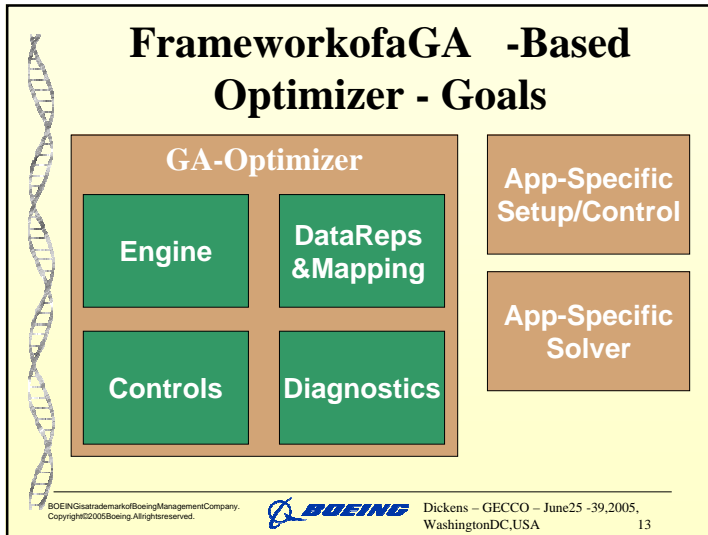 FrameworkofaGA -Based
Optimizer - Goals
GA-Optimizer
Engine
DataReps
&Mapping
Controls
Diagnostics
App-Specific
Setup/Control
App-Specific
Solver
BOEINGisatrademarkofBoeingManagementCompany.
Copyright©2005Boeing.Allrightsreserved.
BOEING
Dickens – GECCO – June25 -39,2005,
WashingtonDC,USA 13